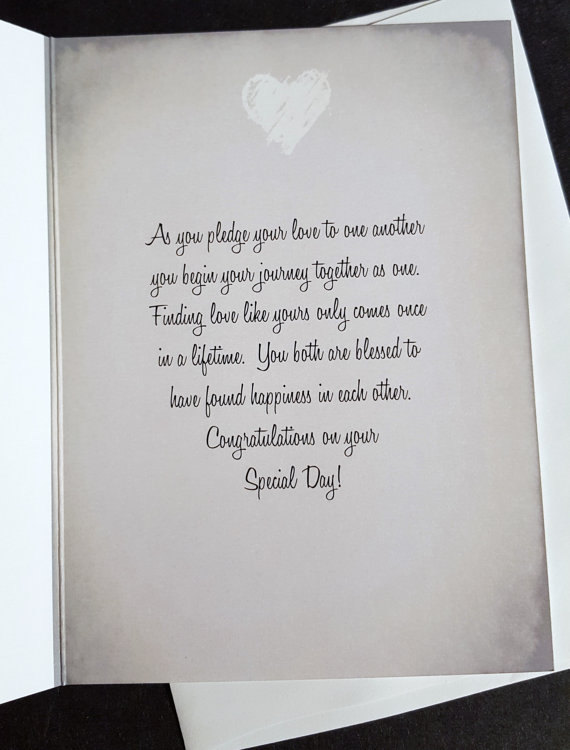 As you pledge your love to one another
you begin your journey together as one.
Finding love like yours only comes once
in a lifetime.  You both are blessed to
have found happiness in each other.
Congratulations on your
Special Day!